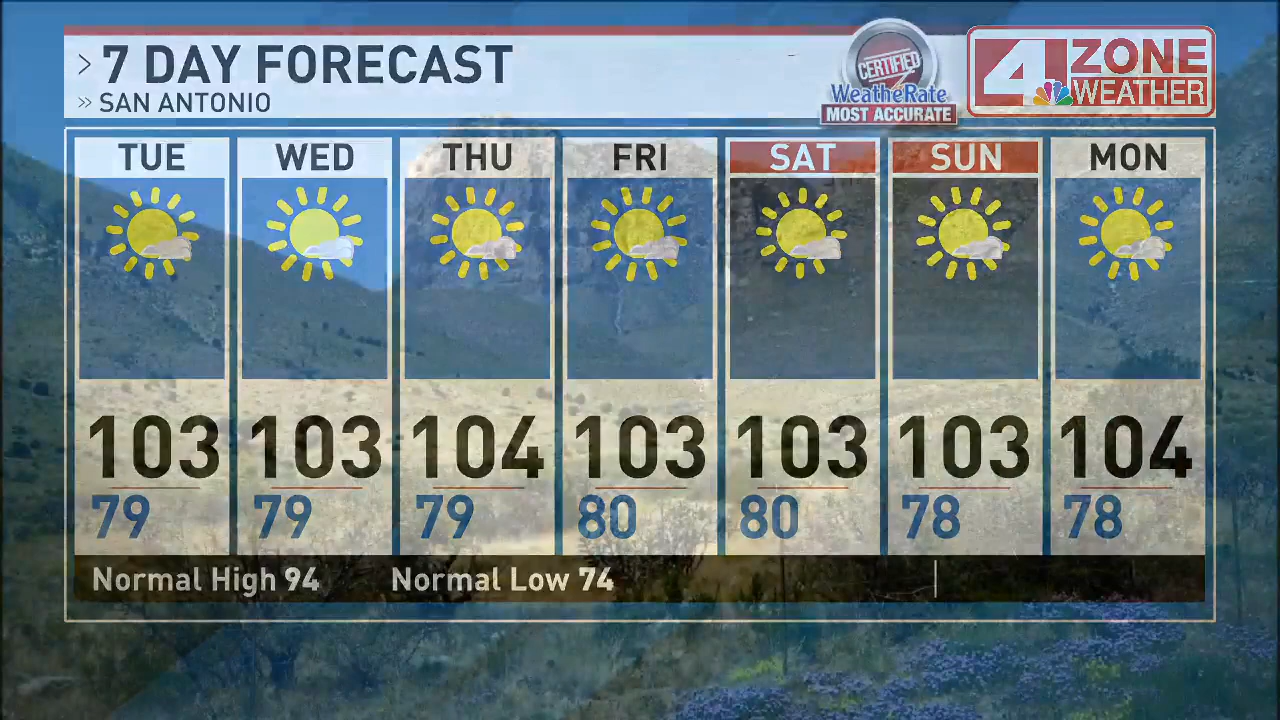 > 7 DAY FORECAST
» SAN ANTONIO
CERTIFIED
WeatheRate
MOST ACCURATE
4 ZONE
WEATHER
TUE WED THU FRI SAT SUN MON
103 103 104 103 103 103 104
79 79 79 80 80 78 78
Normal High 94 Normal Low 74